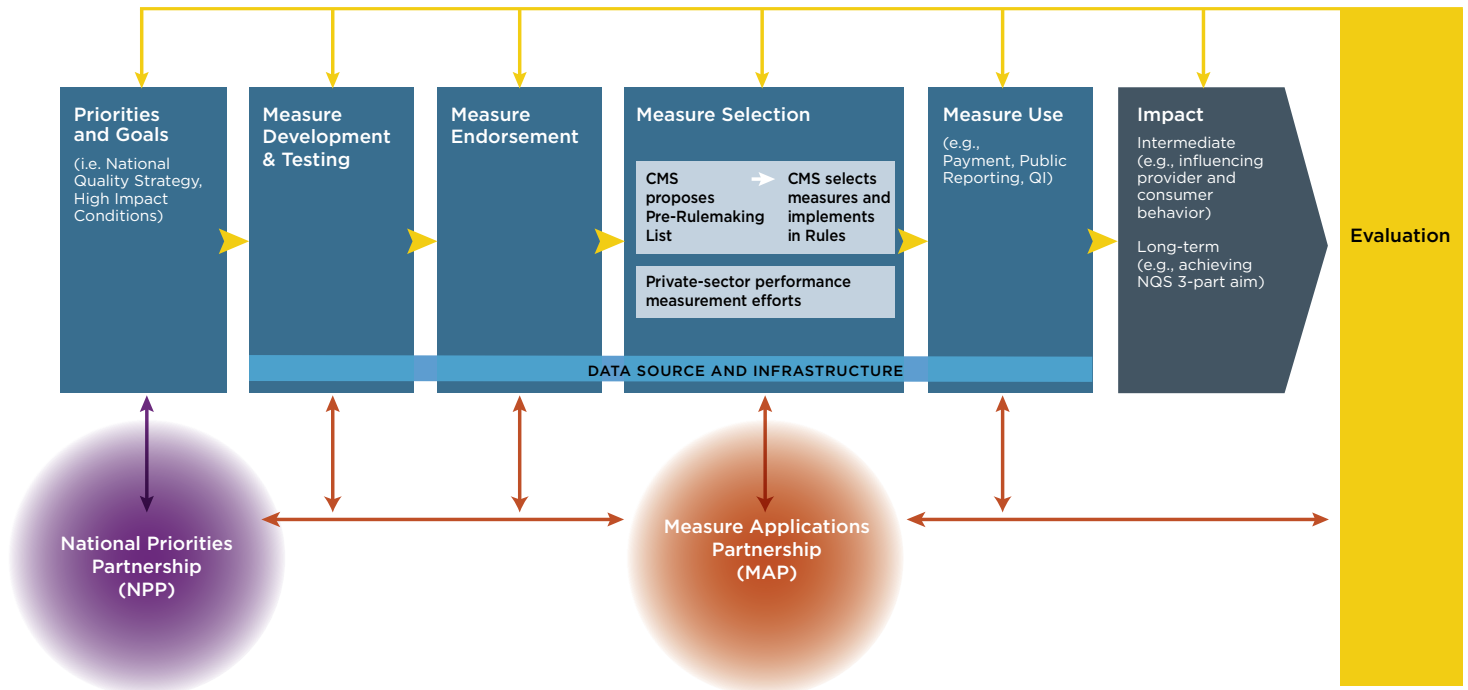 Priorities
and Goals
(i.e. National
Quality Strategy,
High Impact
Conditions)
Measure
Development
& Testing
Measure
Endorsement
Measure Selection
CMS
proposes
Pre-Rulemaking
List
CMS selects
measures and
implements
in Rules
Private-sector performance
measurement efforts
Measure Use
(e.g.,
Payment, Public
Reporting, QI)
Impact
Intermediate
(e.g., influencing
provider and
consumer
behavior)
Long-term
(e.g., achieving
NQS 3-part aim)
Evaluation
DATA SOURCE AND INFRASTRUCTURE
National Priorities
Partnership
(NPP)
Measure Applications
Partnership
(MAP)